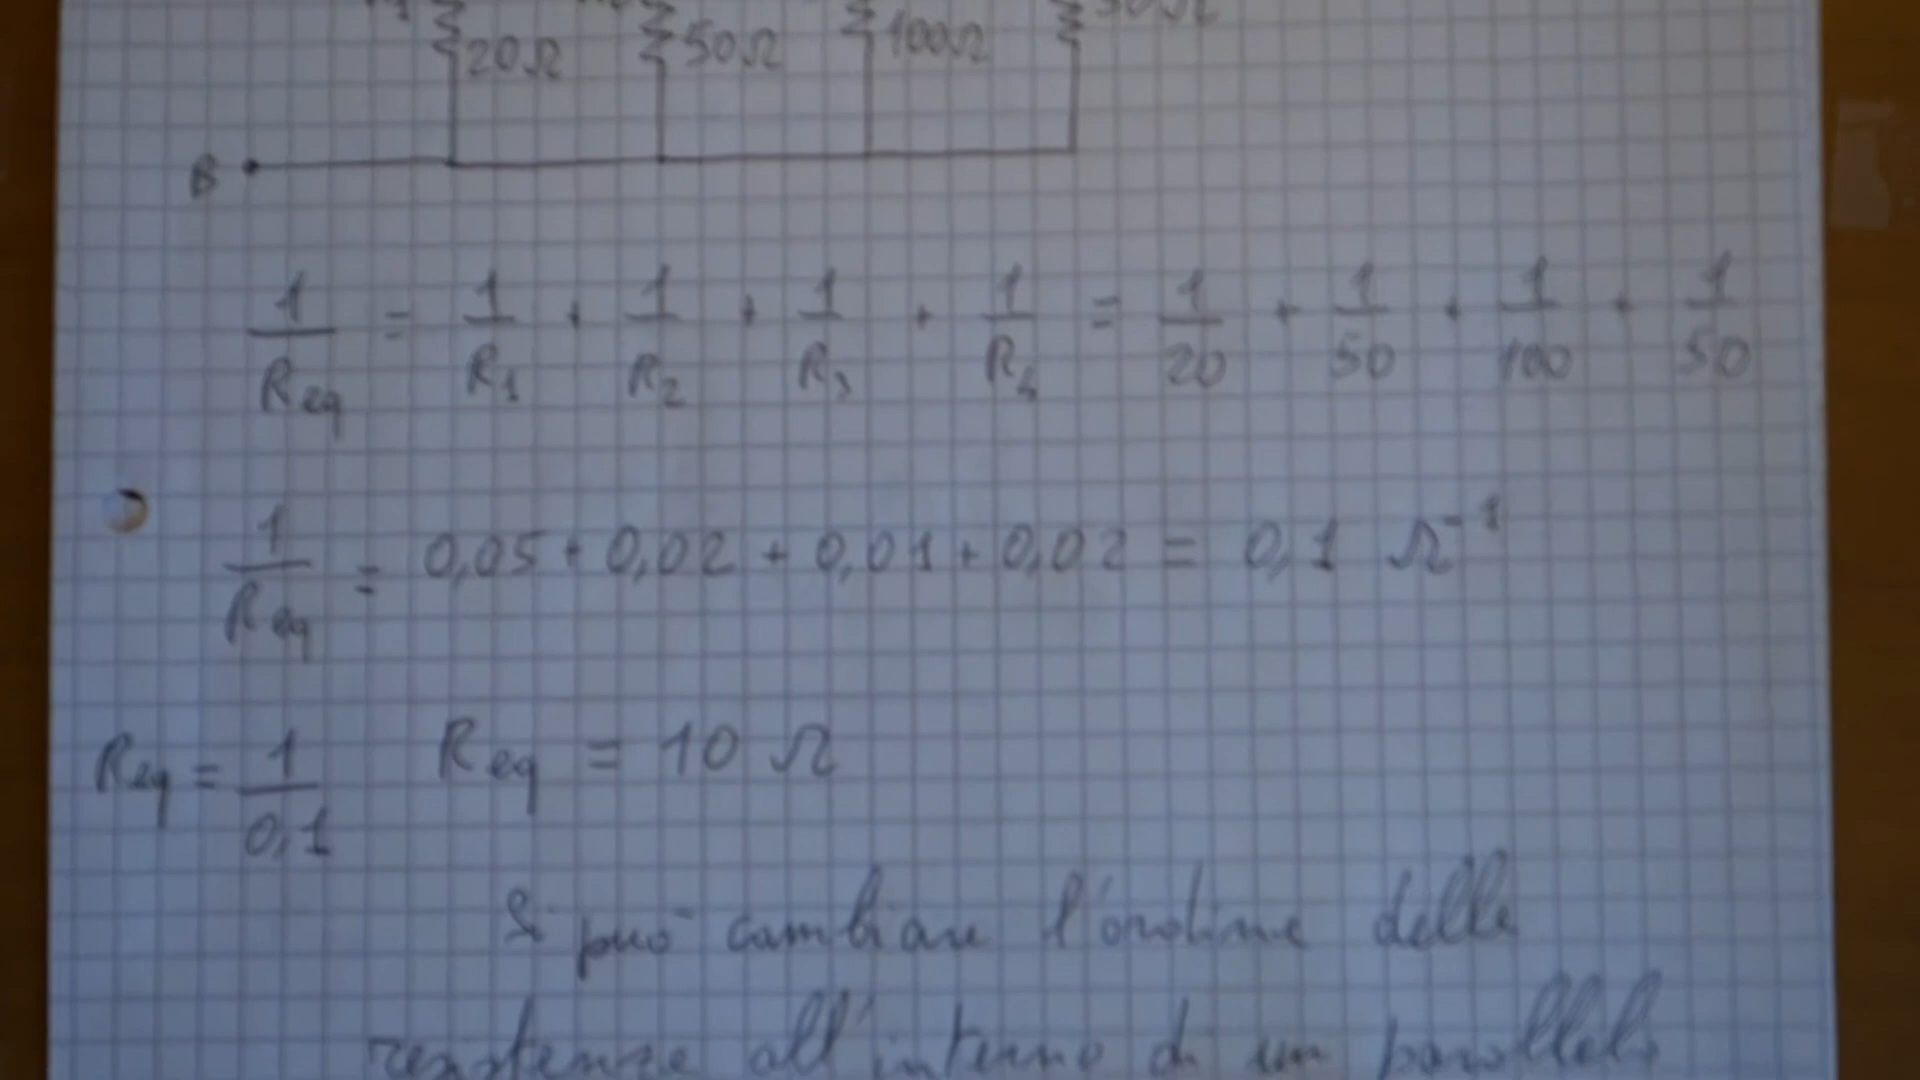 20Ω 50Ω 100Ω 50Ω
B
1/Req = 1/R1 + 1/R2 + 1/R3 + 1/R4 = 1/20 + 1/50 + 1/100 + 1/50
1/Req = 0,05 + 0,02 + 0,01 + 0,02 = 0,1 Ω⁻¹
Req = 1/0,1 Req = 10 Ω
Si può cambiare l'ordine delle
resistenze all'interno di un parallelo